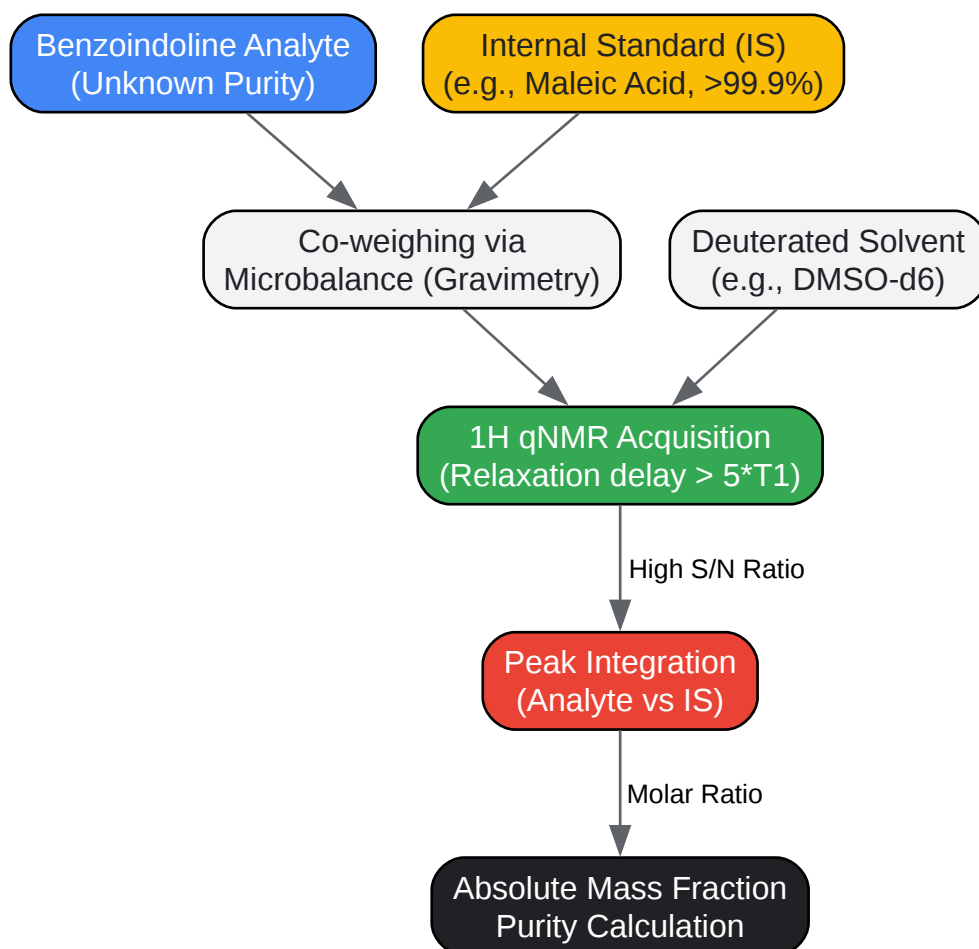 Benzoindoline Analyte
(Unknown Purity)
Internal Standard (IS)
(e.g., Maleic Acid, >99.9%)
Co-weighing via
Microbalance (Gravimetry)
Deuterated Solvent
(e.g., DMSO-d6)
1H qNMR Acquisition
(Relaxation delay > 5*T1)
High S/N Ratio
Peak Integration
(Analyte vs IS)
Molar Ratio
Absolute Mass Fraction
Purity Calculation